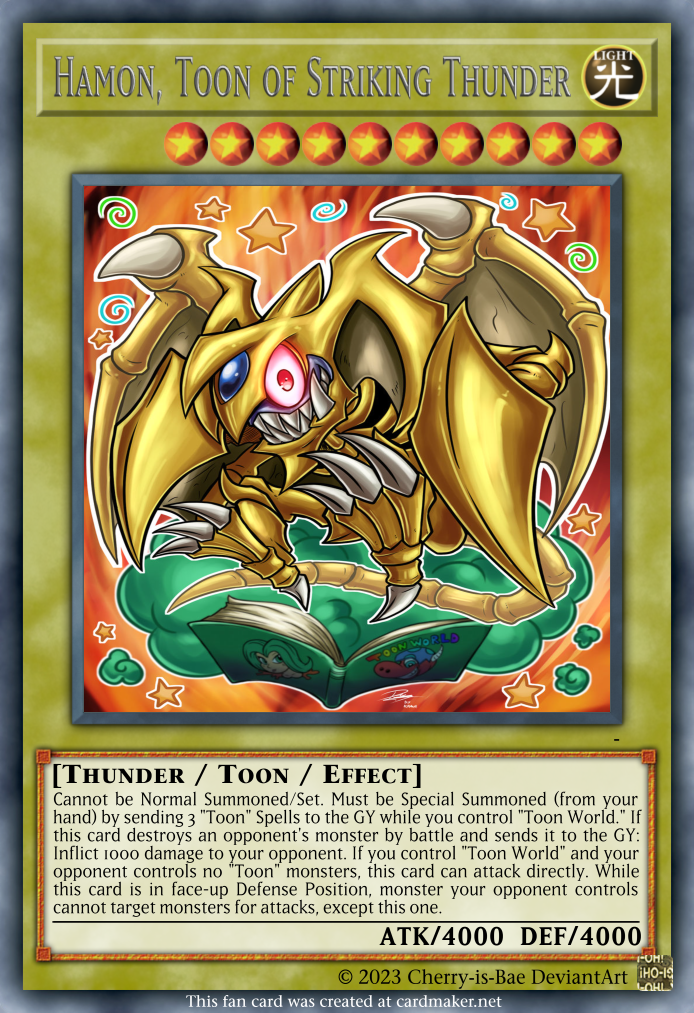 Hamon, Toon of Striking Thunder
LIGHT
光
TOON WORLD
-
[Thunder / Toon / Effect]
Cannot be Normal Summoned/Set. Must be Special Summoned (from your
hand) by sending 3 "Toon" Spells to the GY while you control "Toon World." If
this card destroys an opponent's monster by battle and sends it to the GY:
Inflict 1000 damage to your opponent. If you control "Toon World" and your
opponent controls no "Toon" monsters, this card can attack directly. While
this card is in face-up Defense Position, monster your opponent controls
cannot target monsters for attacks, except this one.
ATK/4000 DEF/4000
© 2023 Cherry-is-Bae DeviantArt
This fan card was created at cardmaker.net